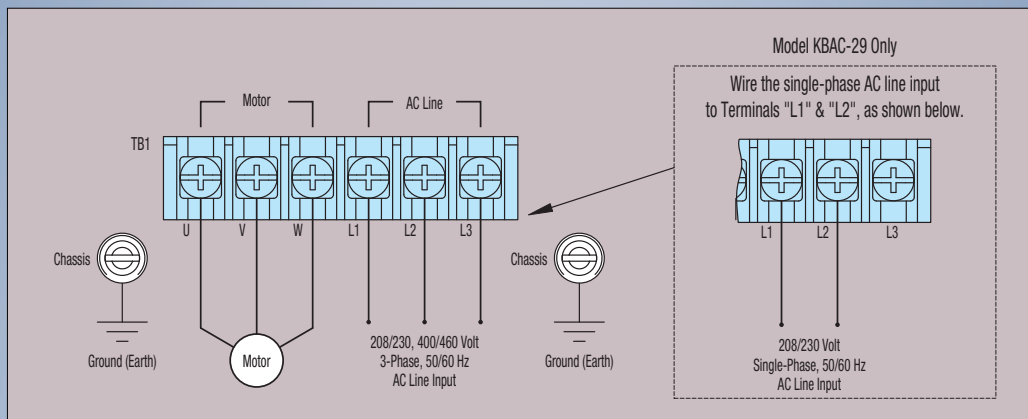 Model KBAC-29 Only
Wire the single-phase AC line input
to Terminals "L1" & "L2", as shown below.
Motor
AC Line
TB1
U
V
W
L1
L2
L3
L1
L2
L3
Chassis
Chassis
Ground (Earth)
Motor
208/230, 400/460 Volt
3-Phase, 50/60 Hz
AC Line Input
Ground (Earth)
208/230 Volt
Single-Phase, 50/60 Hz
AC Line Input